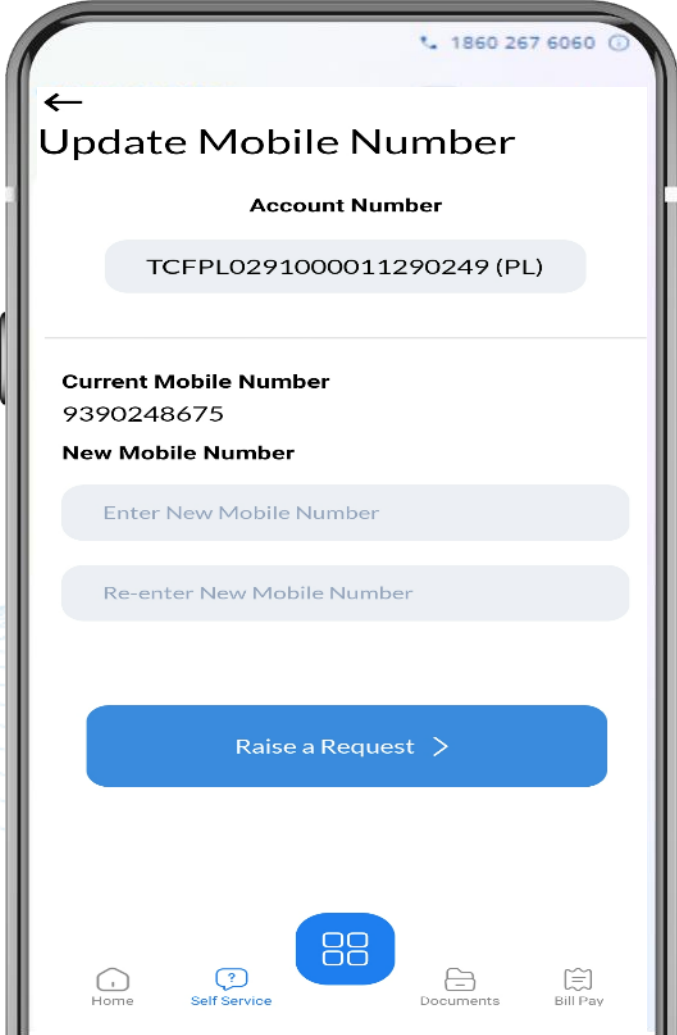 1860 267 6060
Update Mobile Number
Account Number
TCFPL0291000011290249 (PL)
Current Mobile Number
9390248675
New Mobile Number
Enter New Mobile Number
Re-enter New Mobile Number
Raise a Request >
Home
Self Service
Documents
Bill Pay